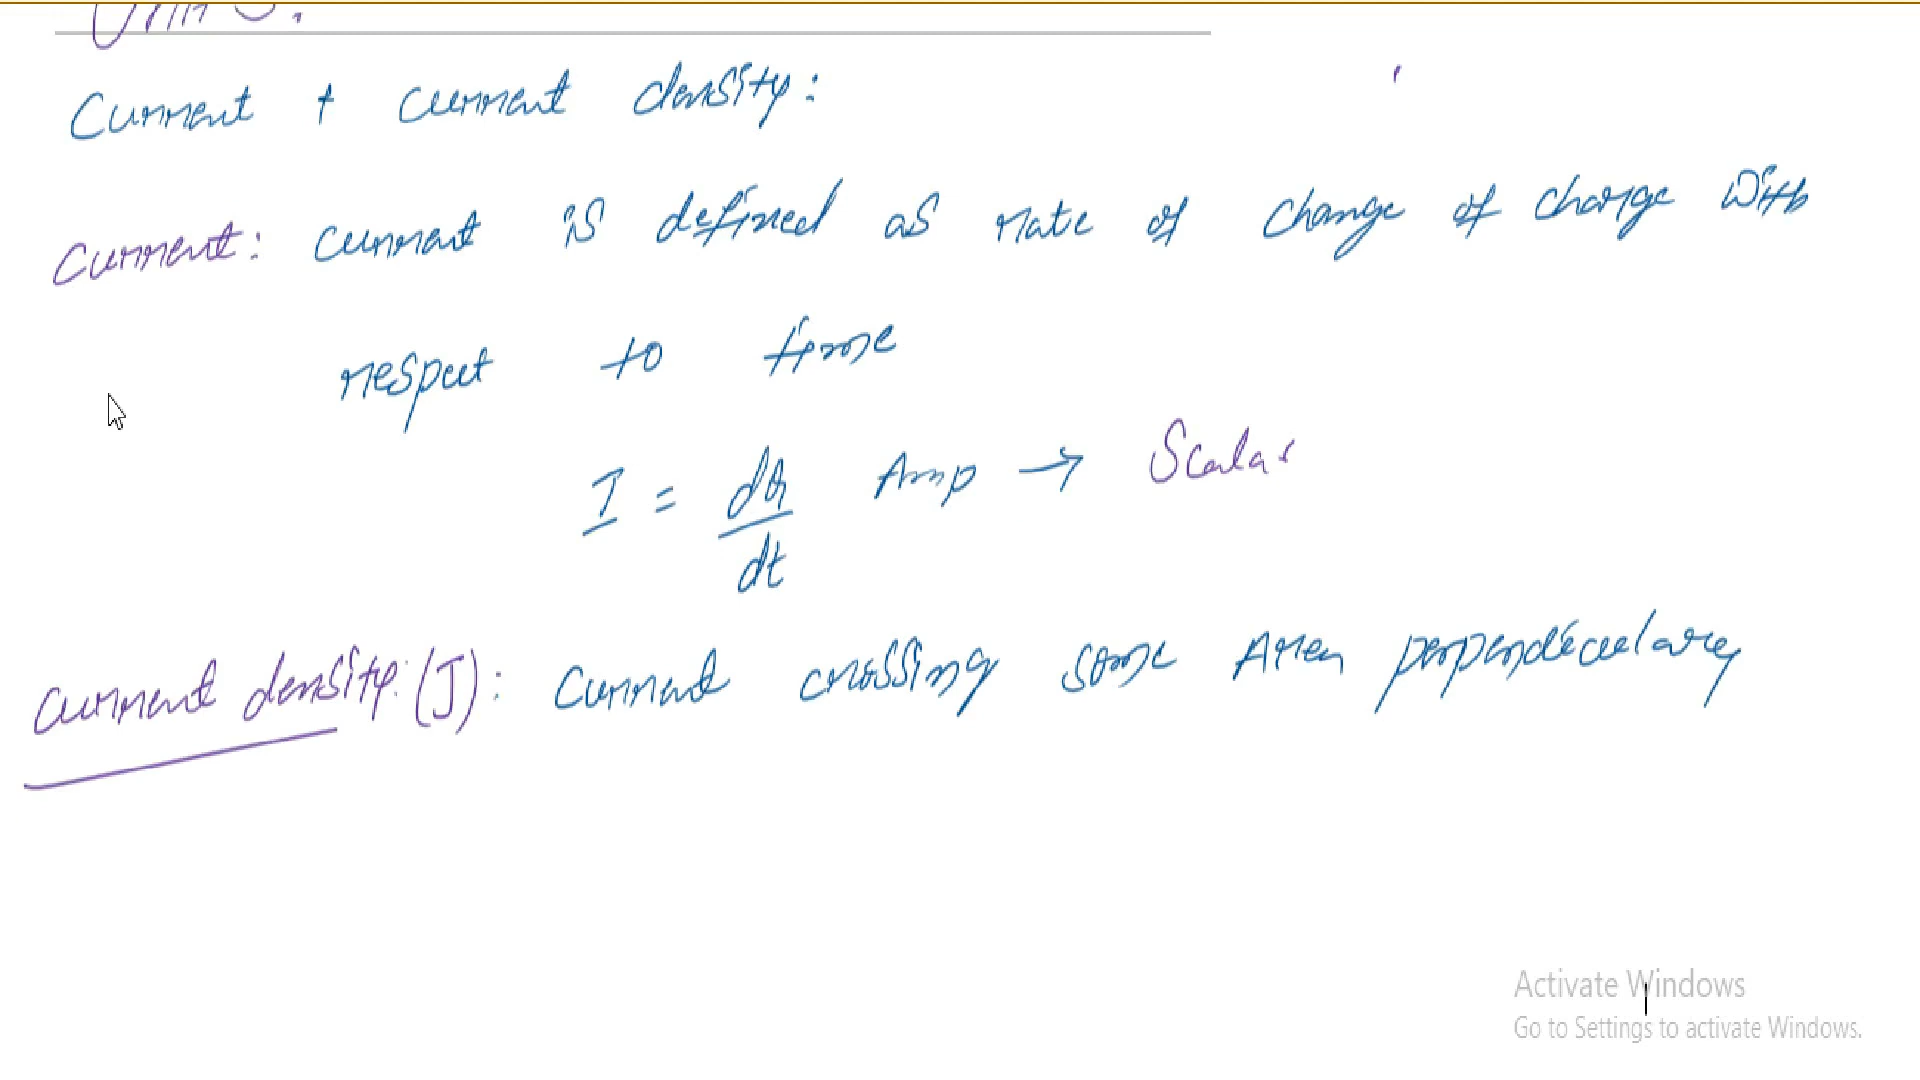 Current + current density:
Current: current is defined as rate of change of charge with
respect to time
I = dQ/dt Amp → Scalar
Current density: (J): Current crossing some Area perpendicularly
Activate Windows
Go to Settings to activate Windows.